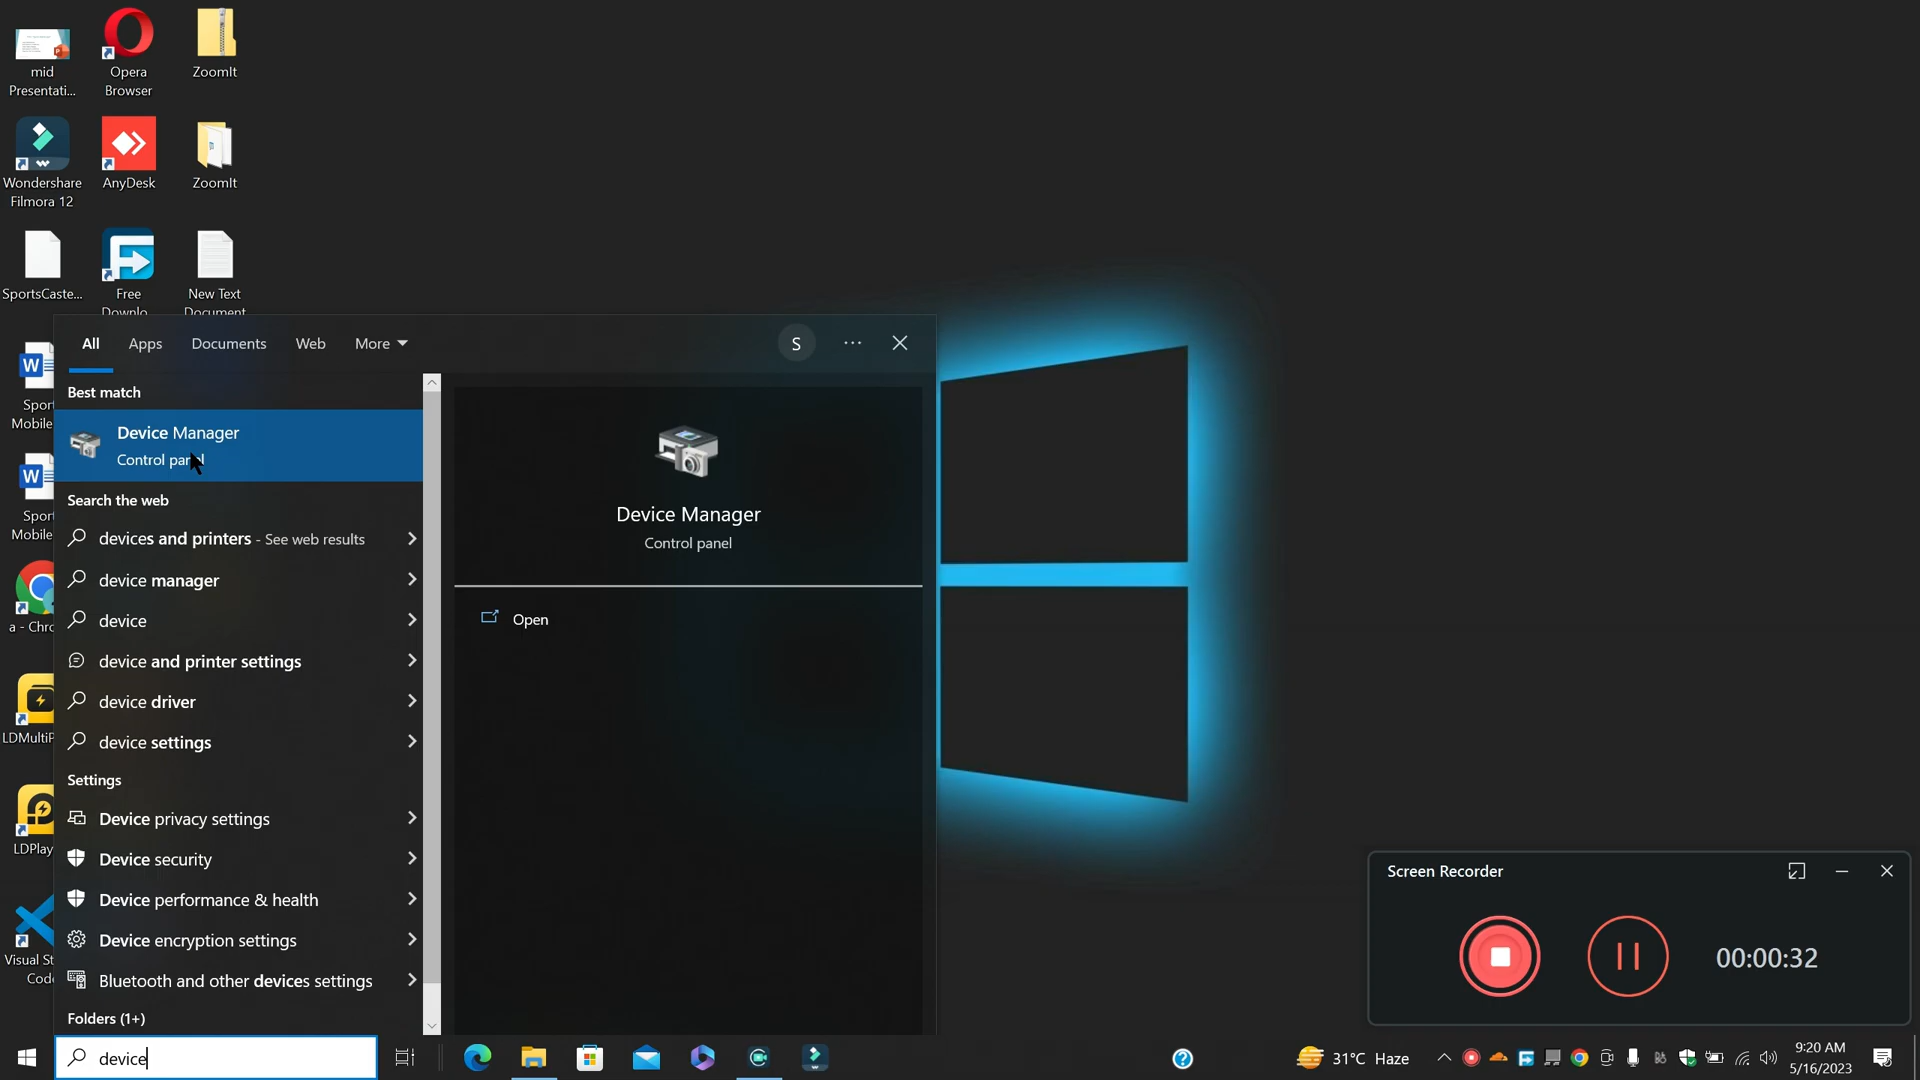 mid
Presentati...
Opera
Browser
ZoomIt
Wondershare
Filmora 12
AnyDesk
ZoomIt
SportsCaste...
Free
Downlo
New Text
Document
Spor
Mobile
Spor
Mobile
a - Chro
LDMultiP
LDPlay
Visual St
Code
All
Apps
Documents
Web
More
S
Best match
Device Manager
Control panel
Search the web
devices and printers - See web results
device manager
device
device and printer settings
device driver
device settings
Settings
Device privacy settings
Device security
Device performance & health
Device encryption settings
Bluetooth and other devices settings
Folders (1+)
device
Device Manager
Control panel
Open
Screen Recorder
00:00:32
31°C Haze
9:20 AM
5/16/2023